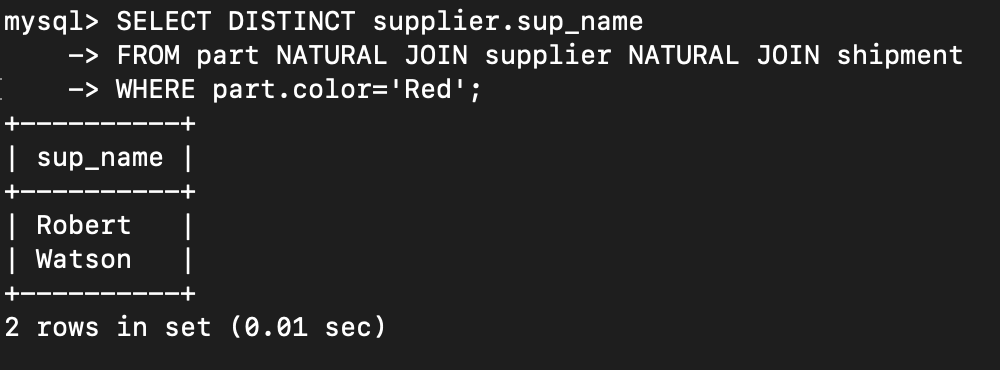 mysql> SELECT DISTINCT supplier.sup_name
    -> FROM part NATURAL JOIN supplier NATURAL JOIN shipment
    -> WHERE part.color='Red';
+----------+
| sup_name |
+----------+
| Robert   |
| Watson   |
+----------+
2 rows in set (0.01 sec)